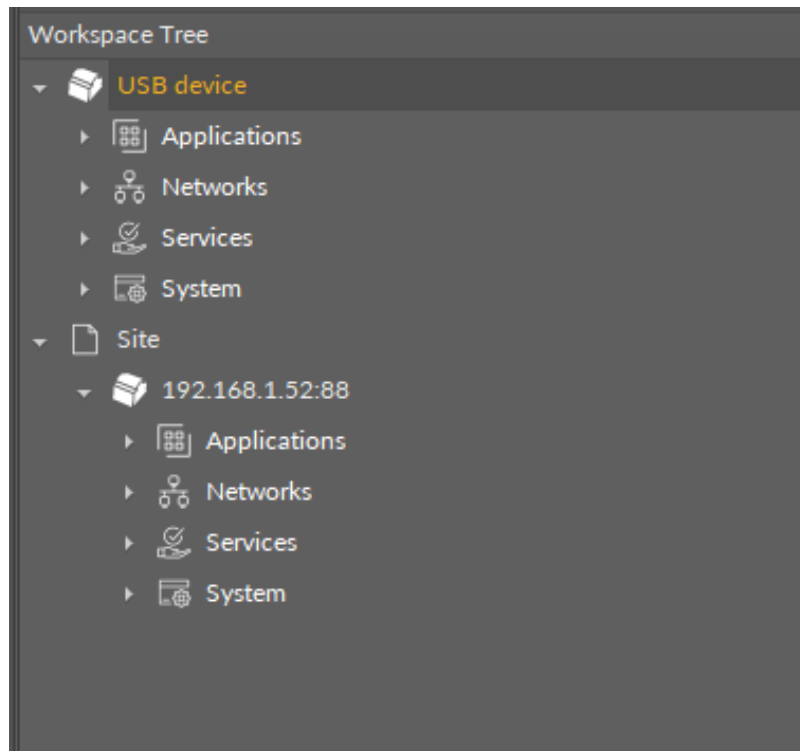 Workspace Tree
USB device
Applications
Networks
Services
System
Site
192.168.1.52:88
Applications
Networks
Services
System